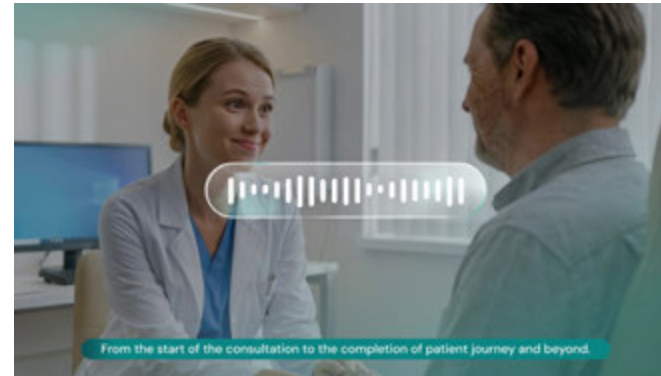 From the start of the consultation to the completion of patient journey and beyond.